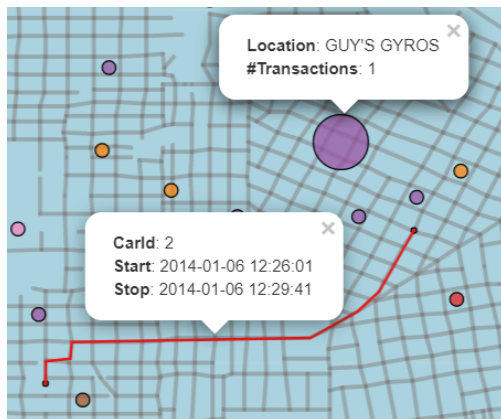 Location: GUY'S GYROS
#Transactions: 1
CarId: 2
Start: 2014-01-06 12:26:01
Stop: 2014-01-06 12:29:41